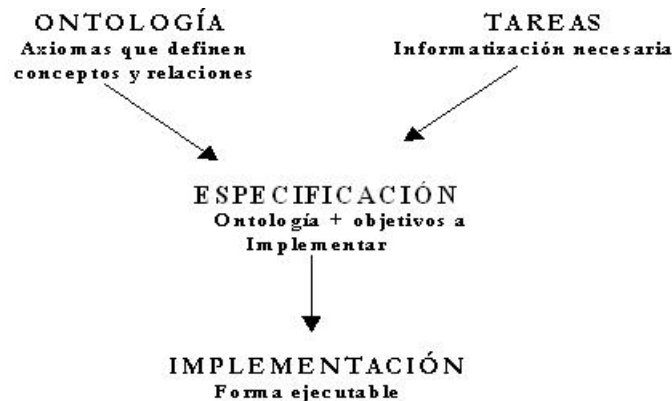 ONTOLOGÍA
Axiomas que definen
conceptos y relaciones
TAREAS
Informatización necesaria
ESPECIFICACIÓN
Ontología + objetivos a
Implementar
IMPLEMENTACIÓN
Forma ejecutable